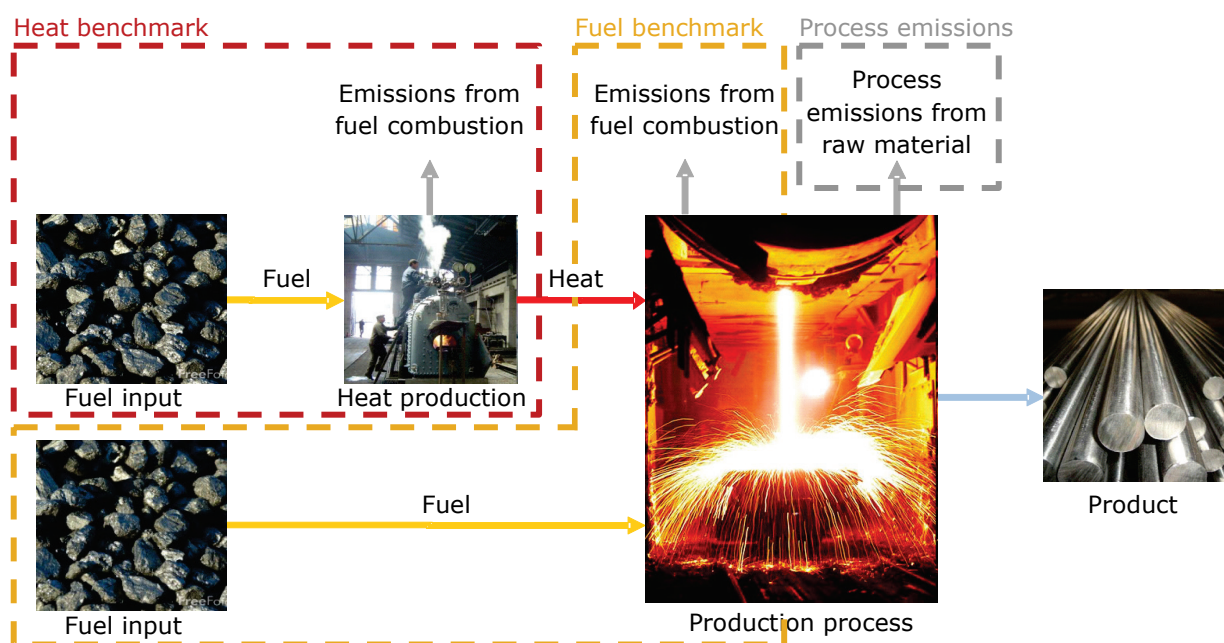 Heat benchmark
Fuel benchmark
Process emissions
Emissions from
fuel combustion
Emissions from
fuel combustion
Process
emissions from
raw material
Fuel
Heat
Fuel input
Heat production
Fuel
Product
Fuel input
Production process